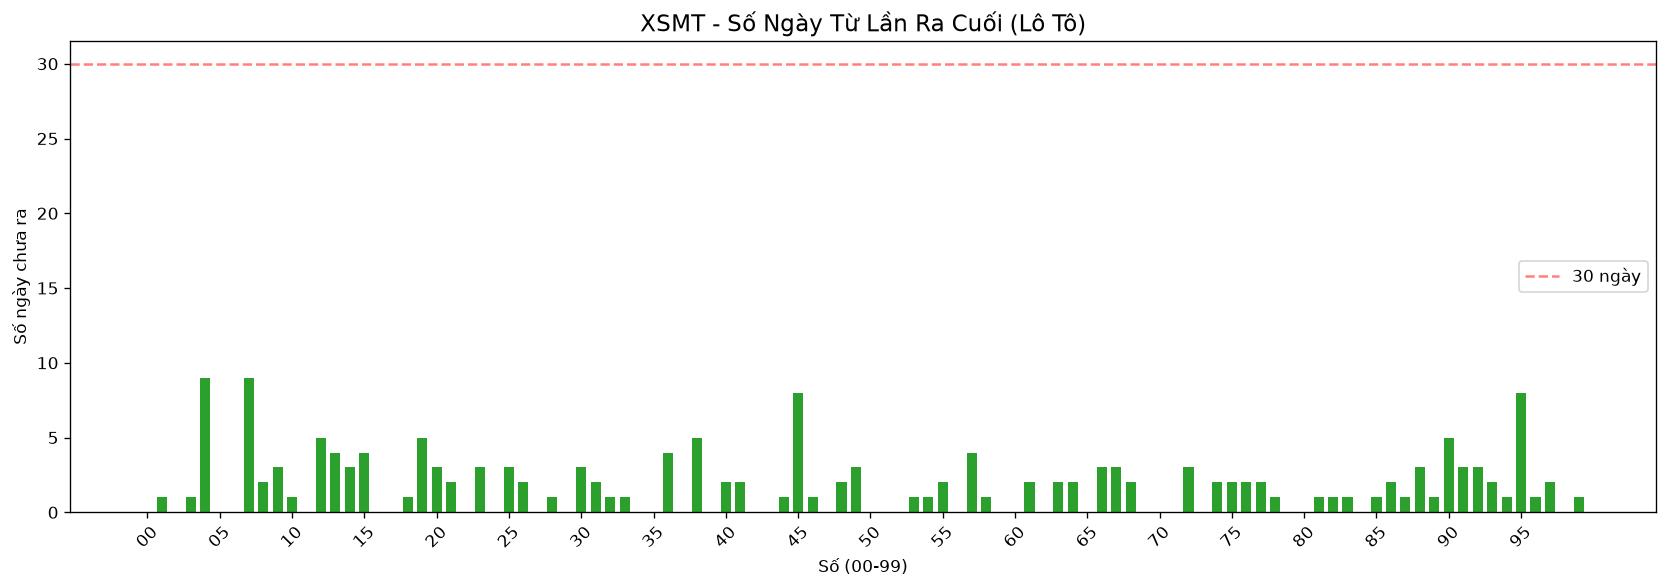 XSMT - Số Ngày Từ Lần Ra Cuối (Lô Tô)
Số ngày chưa ra
30
25
20
15
10
5
0
30 ngày
00 05 10 15 20 25 30 35 40 45 50 55 60 65 70 75 80 85 90 95
Số (00-99)